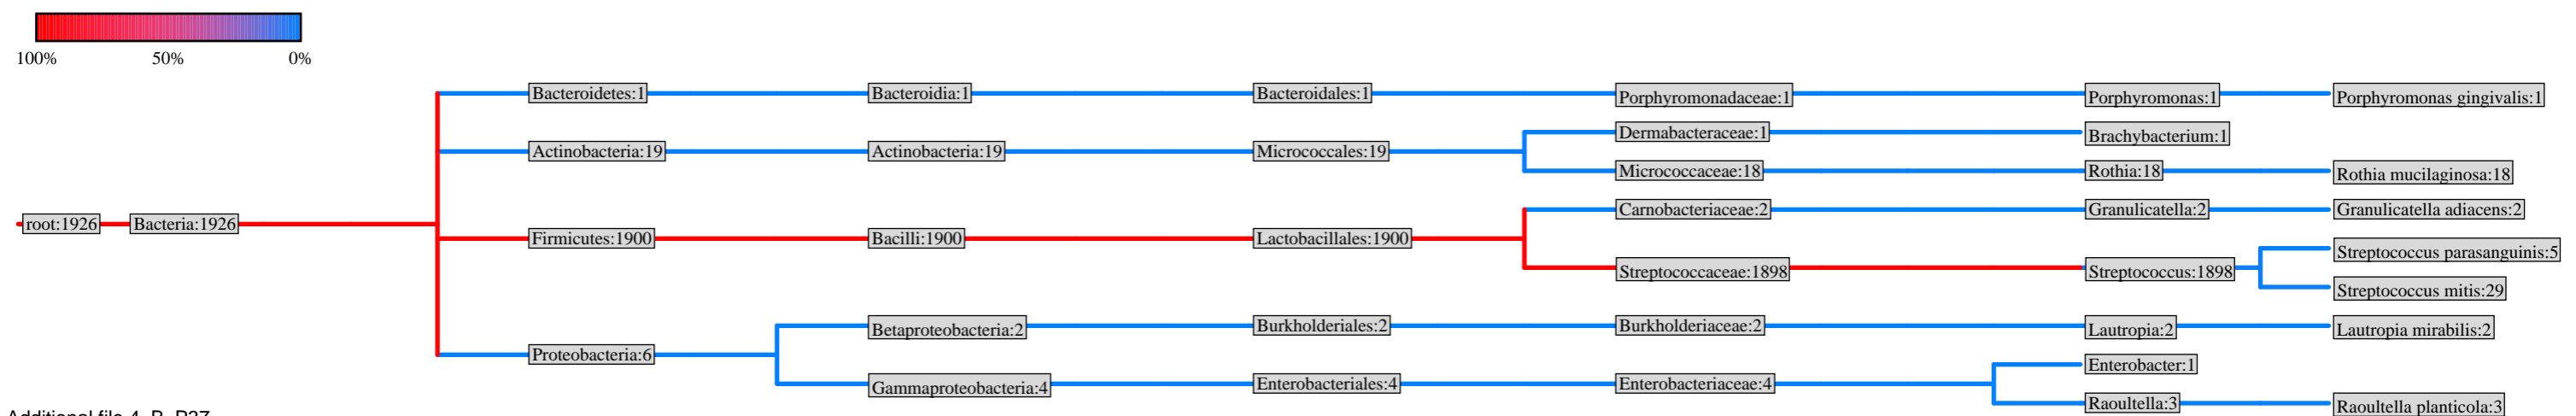 100% 50% 0%
Bacteroidetes:1 Bacteroidia:1 Bacteroidales:1 Porphyromonadaceae:1 Porphyromonas:1 Porphyromonas gingivalis:1
Dermabacteraceae:1 Brachybacterium:1
Actinobacteria:19 Actinobacteria:19 Micrococcales:19
Micrococcaceae:18 Rothia:18 Rothia mucilaginosa:18
Carnobacteriaceae:2 Granulicatella:2 Granulicatella adiacens:2
root:1926 Bacteria:1926
Firmicutes:1900 Bacilli:1900 Lactobacillales:1900
Streptococcus parasanguinis:5
Streptococcaceae:1898 Streptococcus:1898
Streptococcus mitis:29
Betaproteobacteria:2 Burkholderiales:2 Burkholderiaceae:2 Lautropia:2 Lautropia mirabilis:2
Proteobacteria:6
Enterobacter:1
Gammaproteobacteria:4 Enterobacteriales:4 Enterobacteriaceae:4
Raoultella:3 Raoultella planticola:3